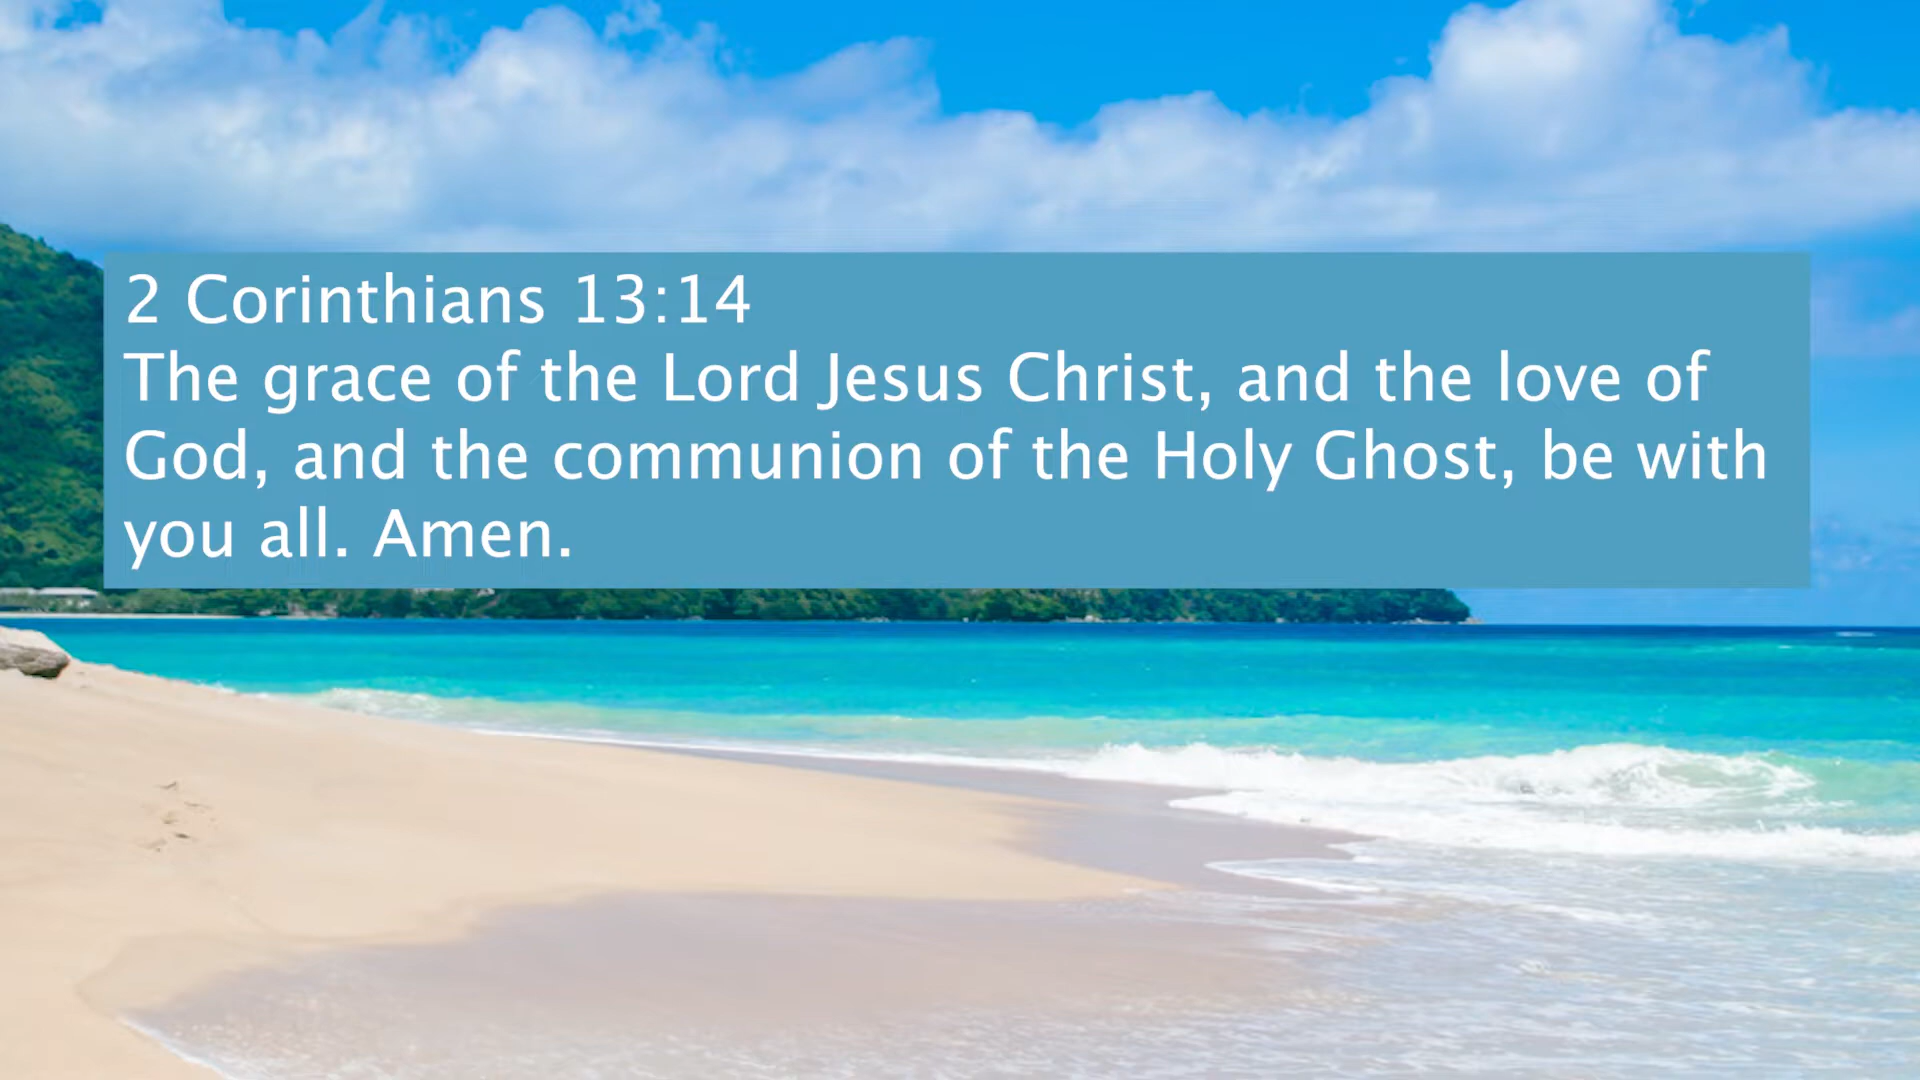 2 Corinthians 13:14
The grace of the Lord Jesus Christ, and the love of
God, and the communion of the Holy Ghost, be with
you all. Amen.